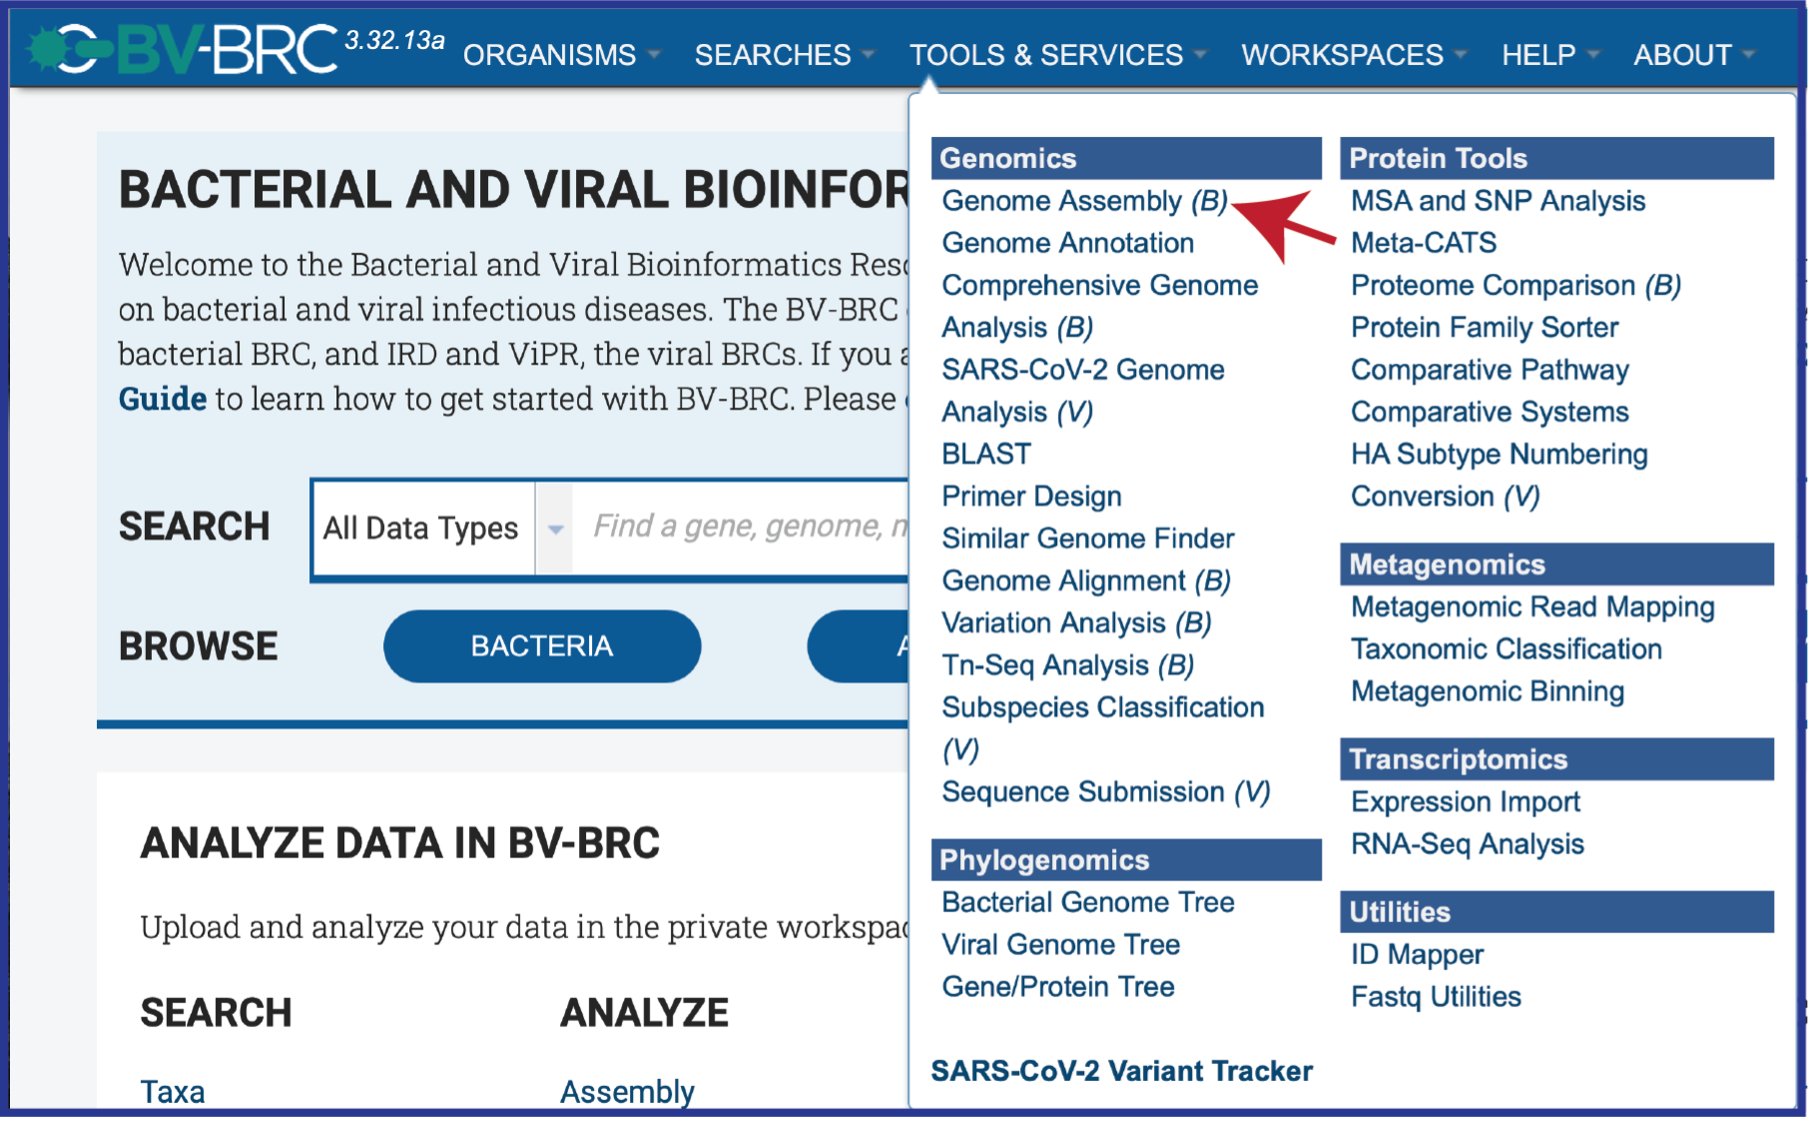 BV-BRC 3.32.13a ORGANISMS SEARCHES TOOLS & SERVICES WORKSPACES HELP ABOUT
BACTERIAL AND VIRAL BIOINFOR
Welcome to the Bacterial and Viral Bioinformatics Reso
on bacterial and viral infectious diseases. The BV-BRC
bacterial BRC, and IRD and ViPR, the viral BRCs. If you a
Guide to learn how to get started with BV-BRC. Please
SEARCH All Data Types Find a gene, genome, n
BROWSE BACTERIA A
ANALYZE DATA IN BV-BRC
Upload and analyze your data in the private workspac
SEARCH ANALYZE
Taxa Assembly
Genomics
Genome Assembly (B)
Genome Annotation
Comprehensive Genome
Analysis (B)
SARS-CoV-2 Genome
Analysis (V)
BLAST
Primer Design
Similar Genome Finder
Genome Alignment (B)
Variation Analysis (B)
Tn-Seq Analysis (B)
Subspecies Classification
(V)
Sequence Submission (V)
Phylogenomics
Bacterial Genome Tree
Viral Genome Tree
Gene/Protein Tree
SARS-CoV-2 Variant Tracker
Protein Tools
MSA and SNP Analysis
Meta-CATS
Proteome Comparison (B)
Protein Family Sorter
Comparative Pathway
Comparative Systems
HA Subtype Numbering
Conversion (V)
Metagenomics
Metagenomic Read Mapping
Taxonomic Classification
Metagenomic Binning
Transcriptomics
Expression Import
RNA-Seq Analysis
Utilities
ID Mapper
Fastq Utilities